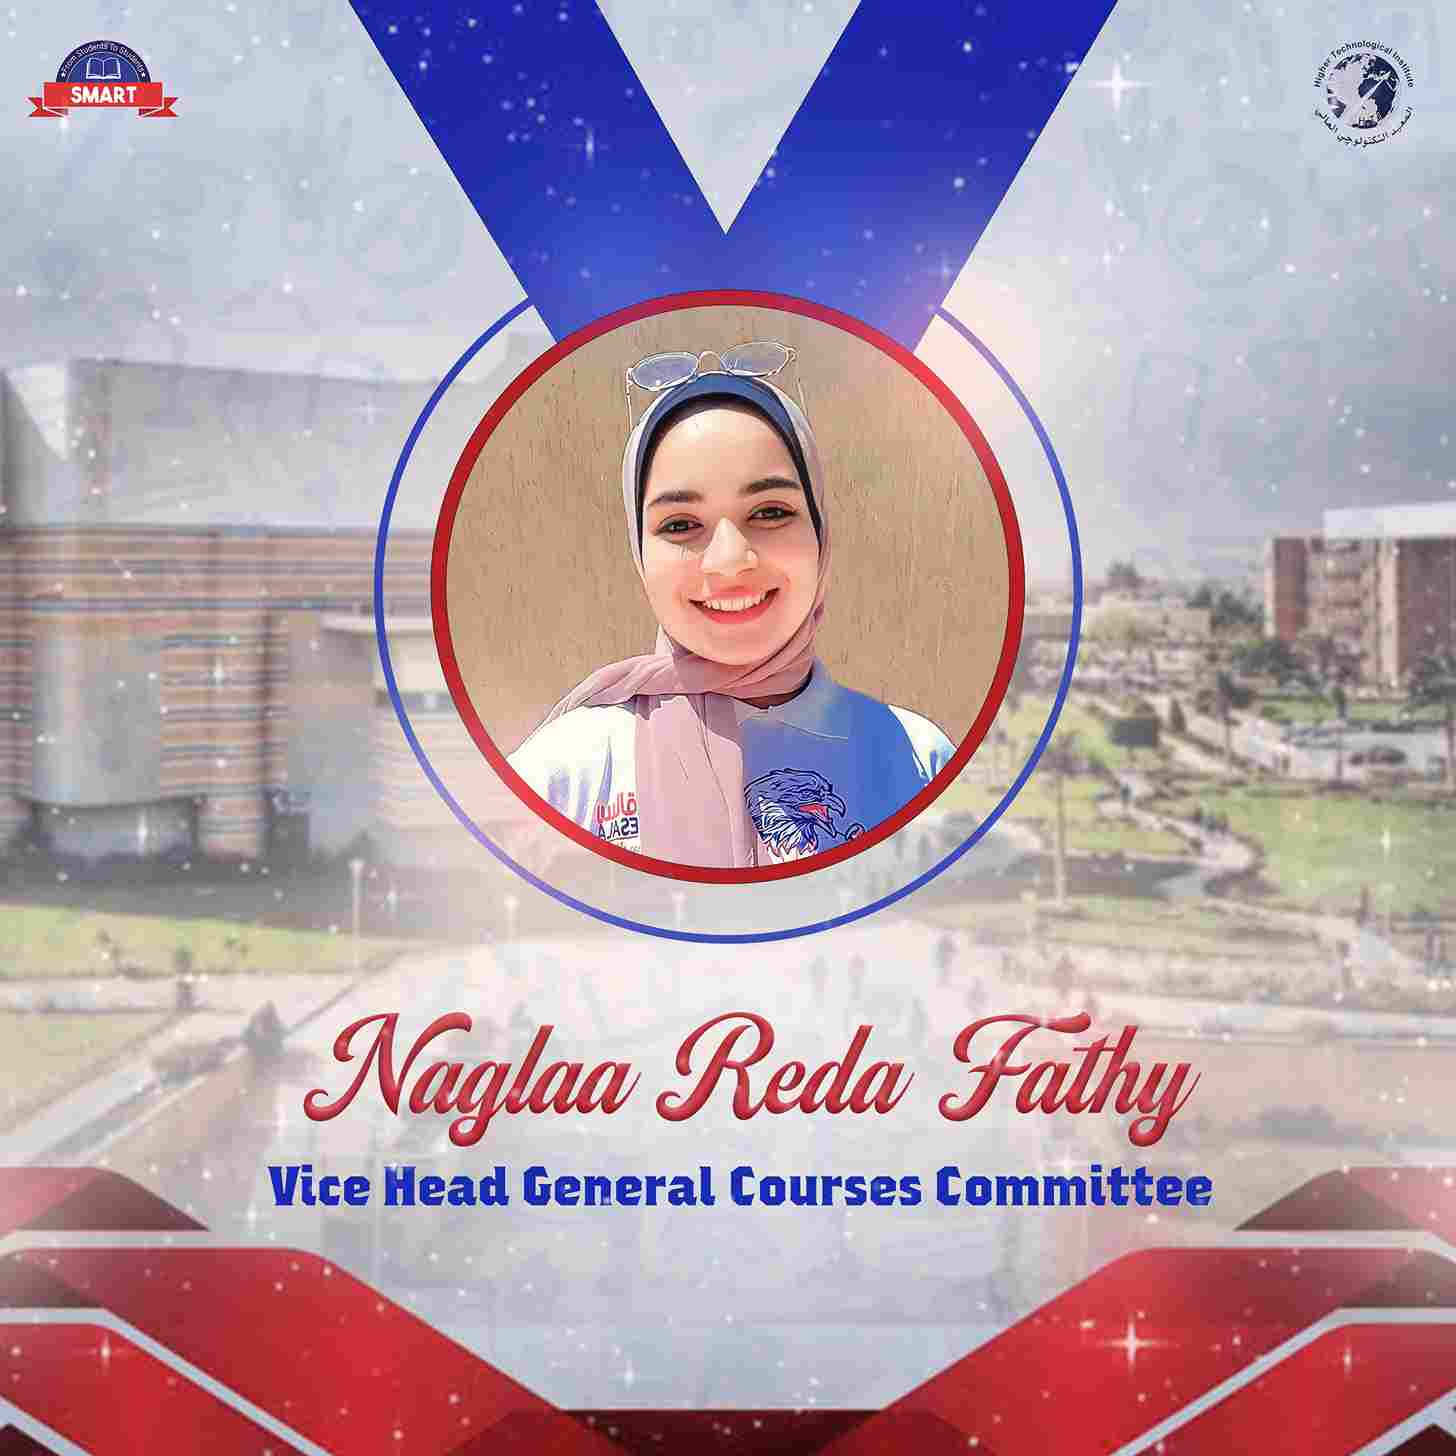 From Students To Students
SMART
Higher Technological Institute
المعهد التكنولوجي العالي
Naglaa Reda Fathy
Vice Head General Courses Committee